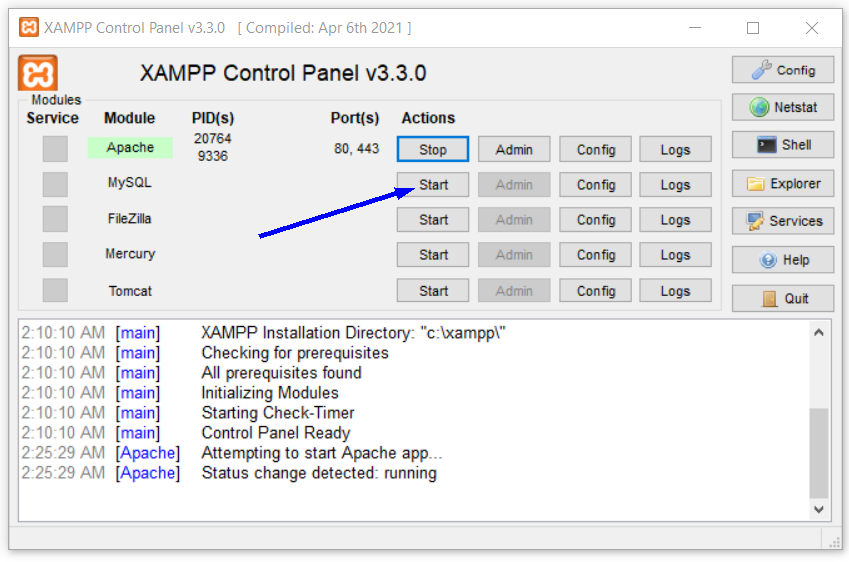 XAMPP Control Panel v3.3.0 [ Compiled: Apr 6th 2021 ]
XAMPP Control Panel v3.3.0
Config
Modules
Service Module PID(s) Port(s) Actions
Netstat
Apache 20764 9336 80, 443 Stop Admin Config Logs
Shell
MySQL Start Admin Config Logs
Explorer
FileZilla Start Admin Config Logs
Services
Mercury Start Admin Config Logs
Help
Tomcat Start Admin Config Logs
Quit
2:10:10 AM [main] XAMPP Installation Directory: "c:\xampp\"
2:10:10 AM [main] Checking for prerequisites
2:10:10 AM [main] All prerequisites found
2:10:10 AM [main] Initializing Modules
2:10:10 AM [main] Starting Check-Timer
2:10:10 AM [main] Control Panel Ready
2:25:29 AM [Apache] Attempting to start Apache app...
2:25:29 AM [Apache] Status change detected: running